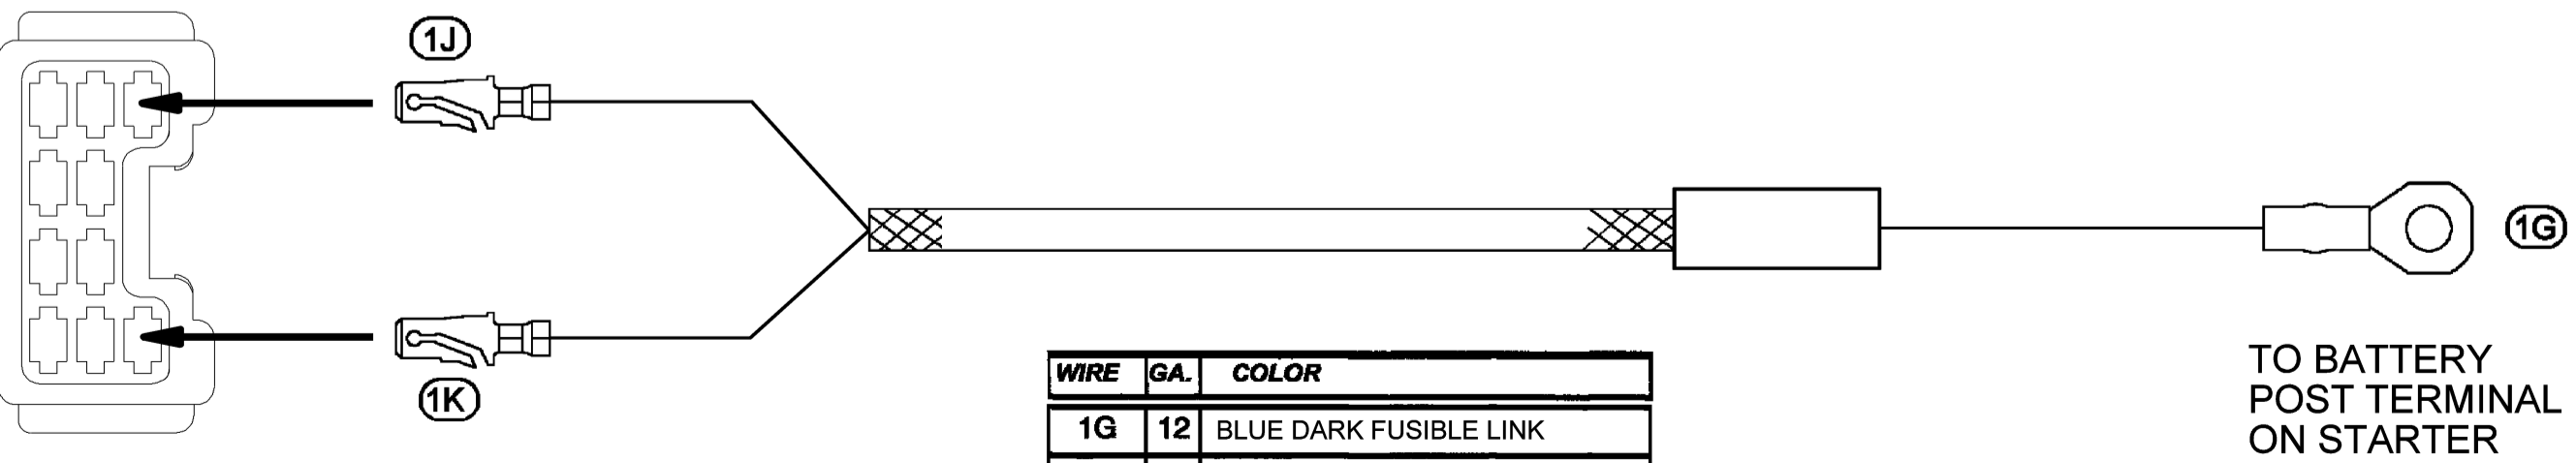 1J
1K
1G
WIRE GA. COLOR
1G 12 BLUE DARK FUSIBLE LINK
TO BATTERY
POST TERMINAL
ON STARTER